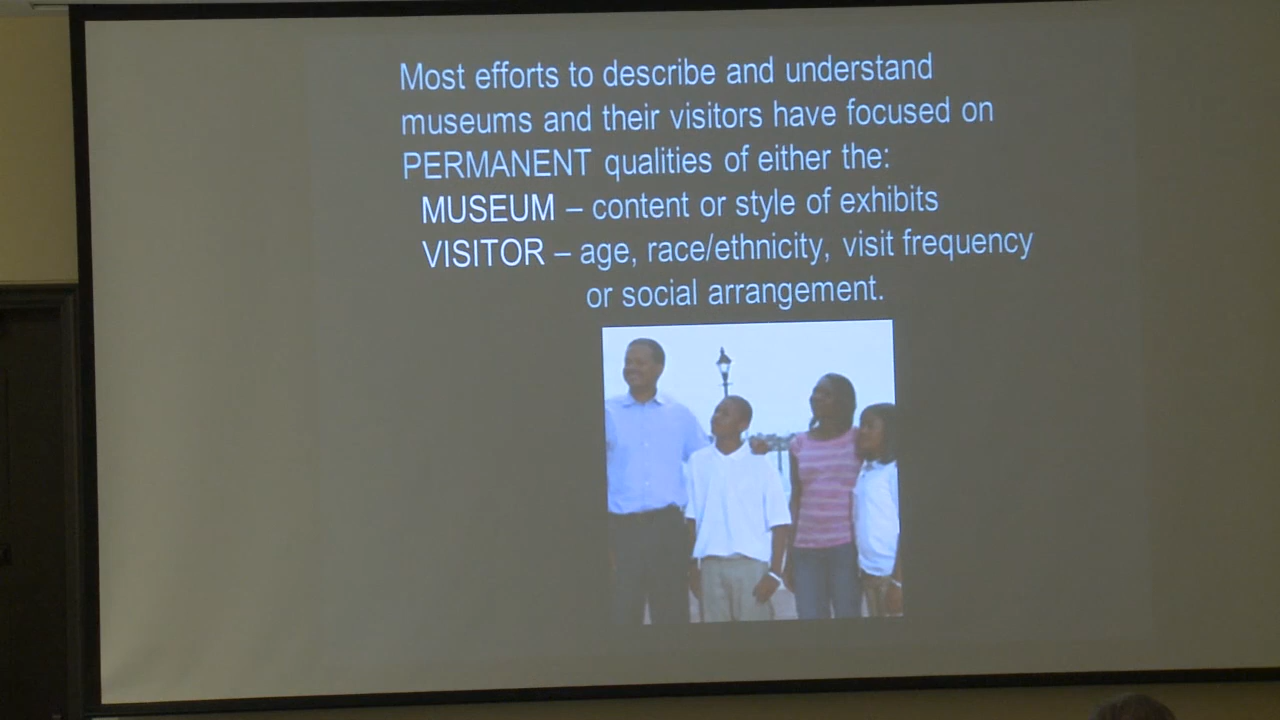 Most efforts to describe and understand
museums and their visitors have focused on
PERMANENT qualities of either the:
MUSEUM – content or style of exhibits
VISITOR – age, race/ethnicity, visit frequency
or social arrangement.